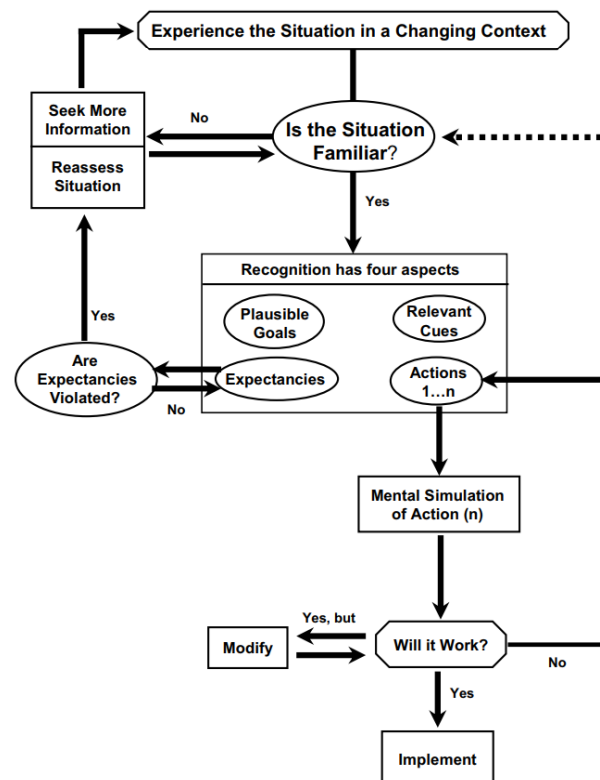 Experience the Situation in a Changing Context
Seek More
Information
No
Is the Situation
Familiar?
Reassess
Situation
Yes
Recognition has four aspects
Plausible
Goals
Relevant
Cues
Yes
Are
Expectancies
Violated?
Expectancies
Actions
1...n
No
Mental Simulation
of Action (n)
Yes, but
Modify
Will it Work?
No
Yes
Implement